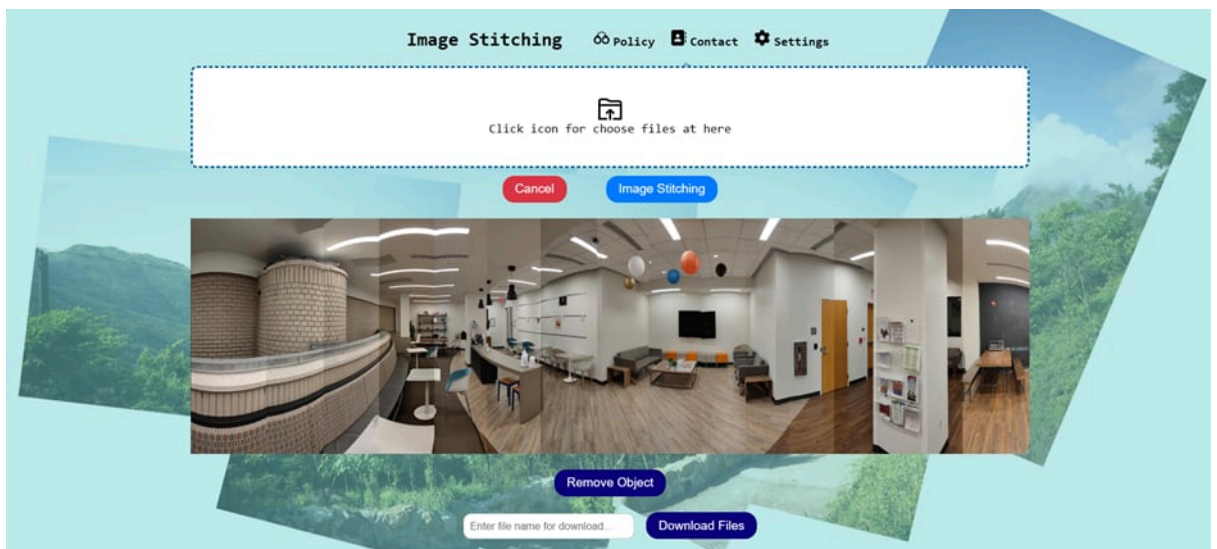 Image Stitching Policy Contact Settings
Click icon for choose files at here
Cancel Image Stitching
Remove Object
Enter file name for download... Download Files